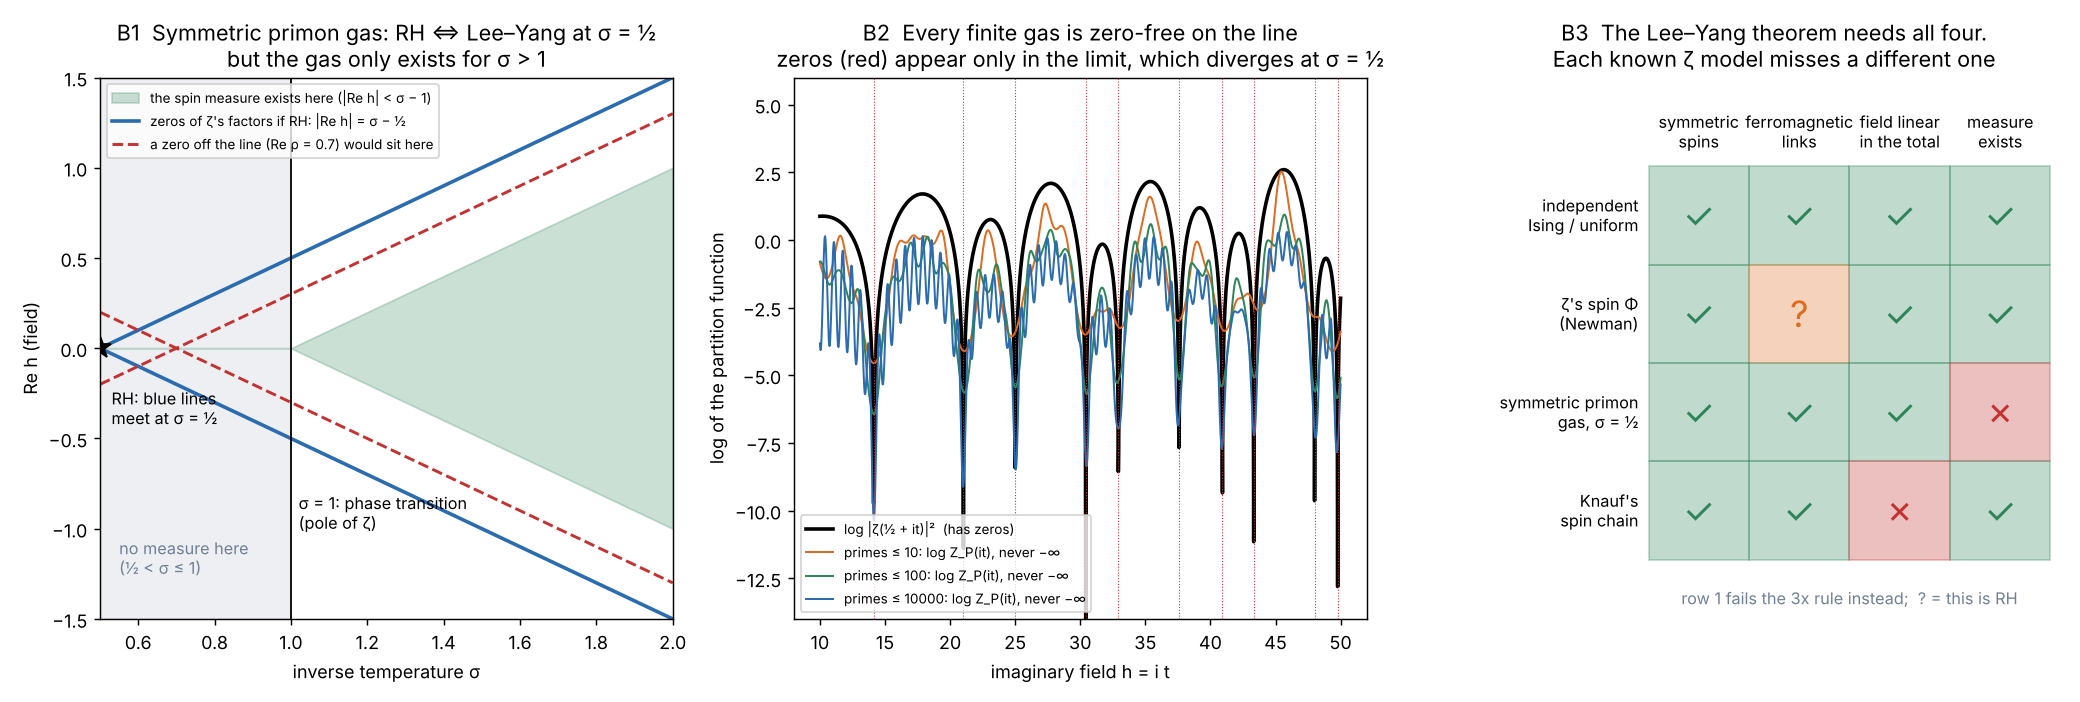 B1  Symmetric primon gas: RH ⇔ Lee–Yang at σ = ½
but the gas only exists for σ > 1
1.5
1.0
0.5
0.0
−0.5
−1.0
−1.5
Re h (field)
the spin measure exists here (|Re h| < σ − 1)
zeros of ζ's factors if RH: |Re h| = σ − ½
a zero off the line (Re ρ = 0.7) would sit here
RH: blue lines
meet at σ = ½
σ = 1: phase transition
(pole of ζ)
no measure here
(½ < σ ≤ 1)
0.6
0.8
1.0
1.2
1.4
1.6
1.8
2.0
inverse temperature σ
B2  Every finite gas is zero-free on the line
zeros (red) appear only in the limit, which diverges at σ = ½
5.0
2.5
0.0
−2.5
−5.0
−7.5
−10.0
−12.5
log of the partition function
log |ζ(½ + it)|²  (has zeros)
primes ≤ 10: log Z_P(it), never −∞
primes ≤ 100: log Z_P(it), never −∞
primes ≤ 10000: log Z_P(it), never −∞
10
15
20
25
30
35
40
45
50
imaginary field h = i t
B3  The Lee–Yang theorem needs all four.
Each known ζ model misses a different one
symmetric
spins
ferromagnetic
links
field linear
in the total
measure
exists
independent
Ising / uniform
ζ's spin Φ
(Newman)
?
symmetric primon
gas, σ = ½
Knauf's
spin chain
row 1 fails the 3x rule instead;  ? = this is RH